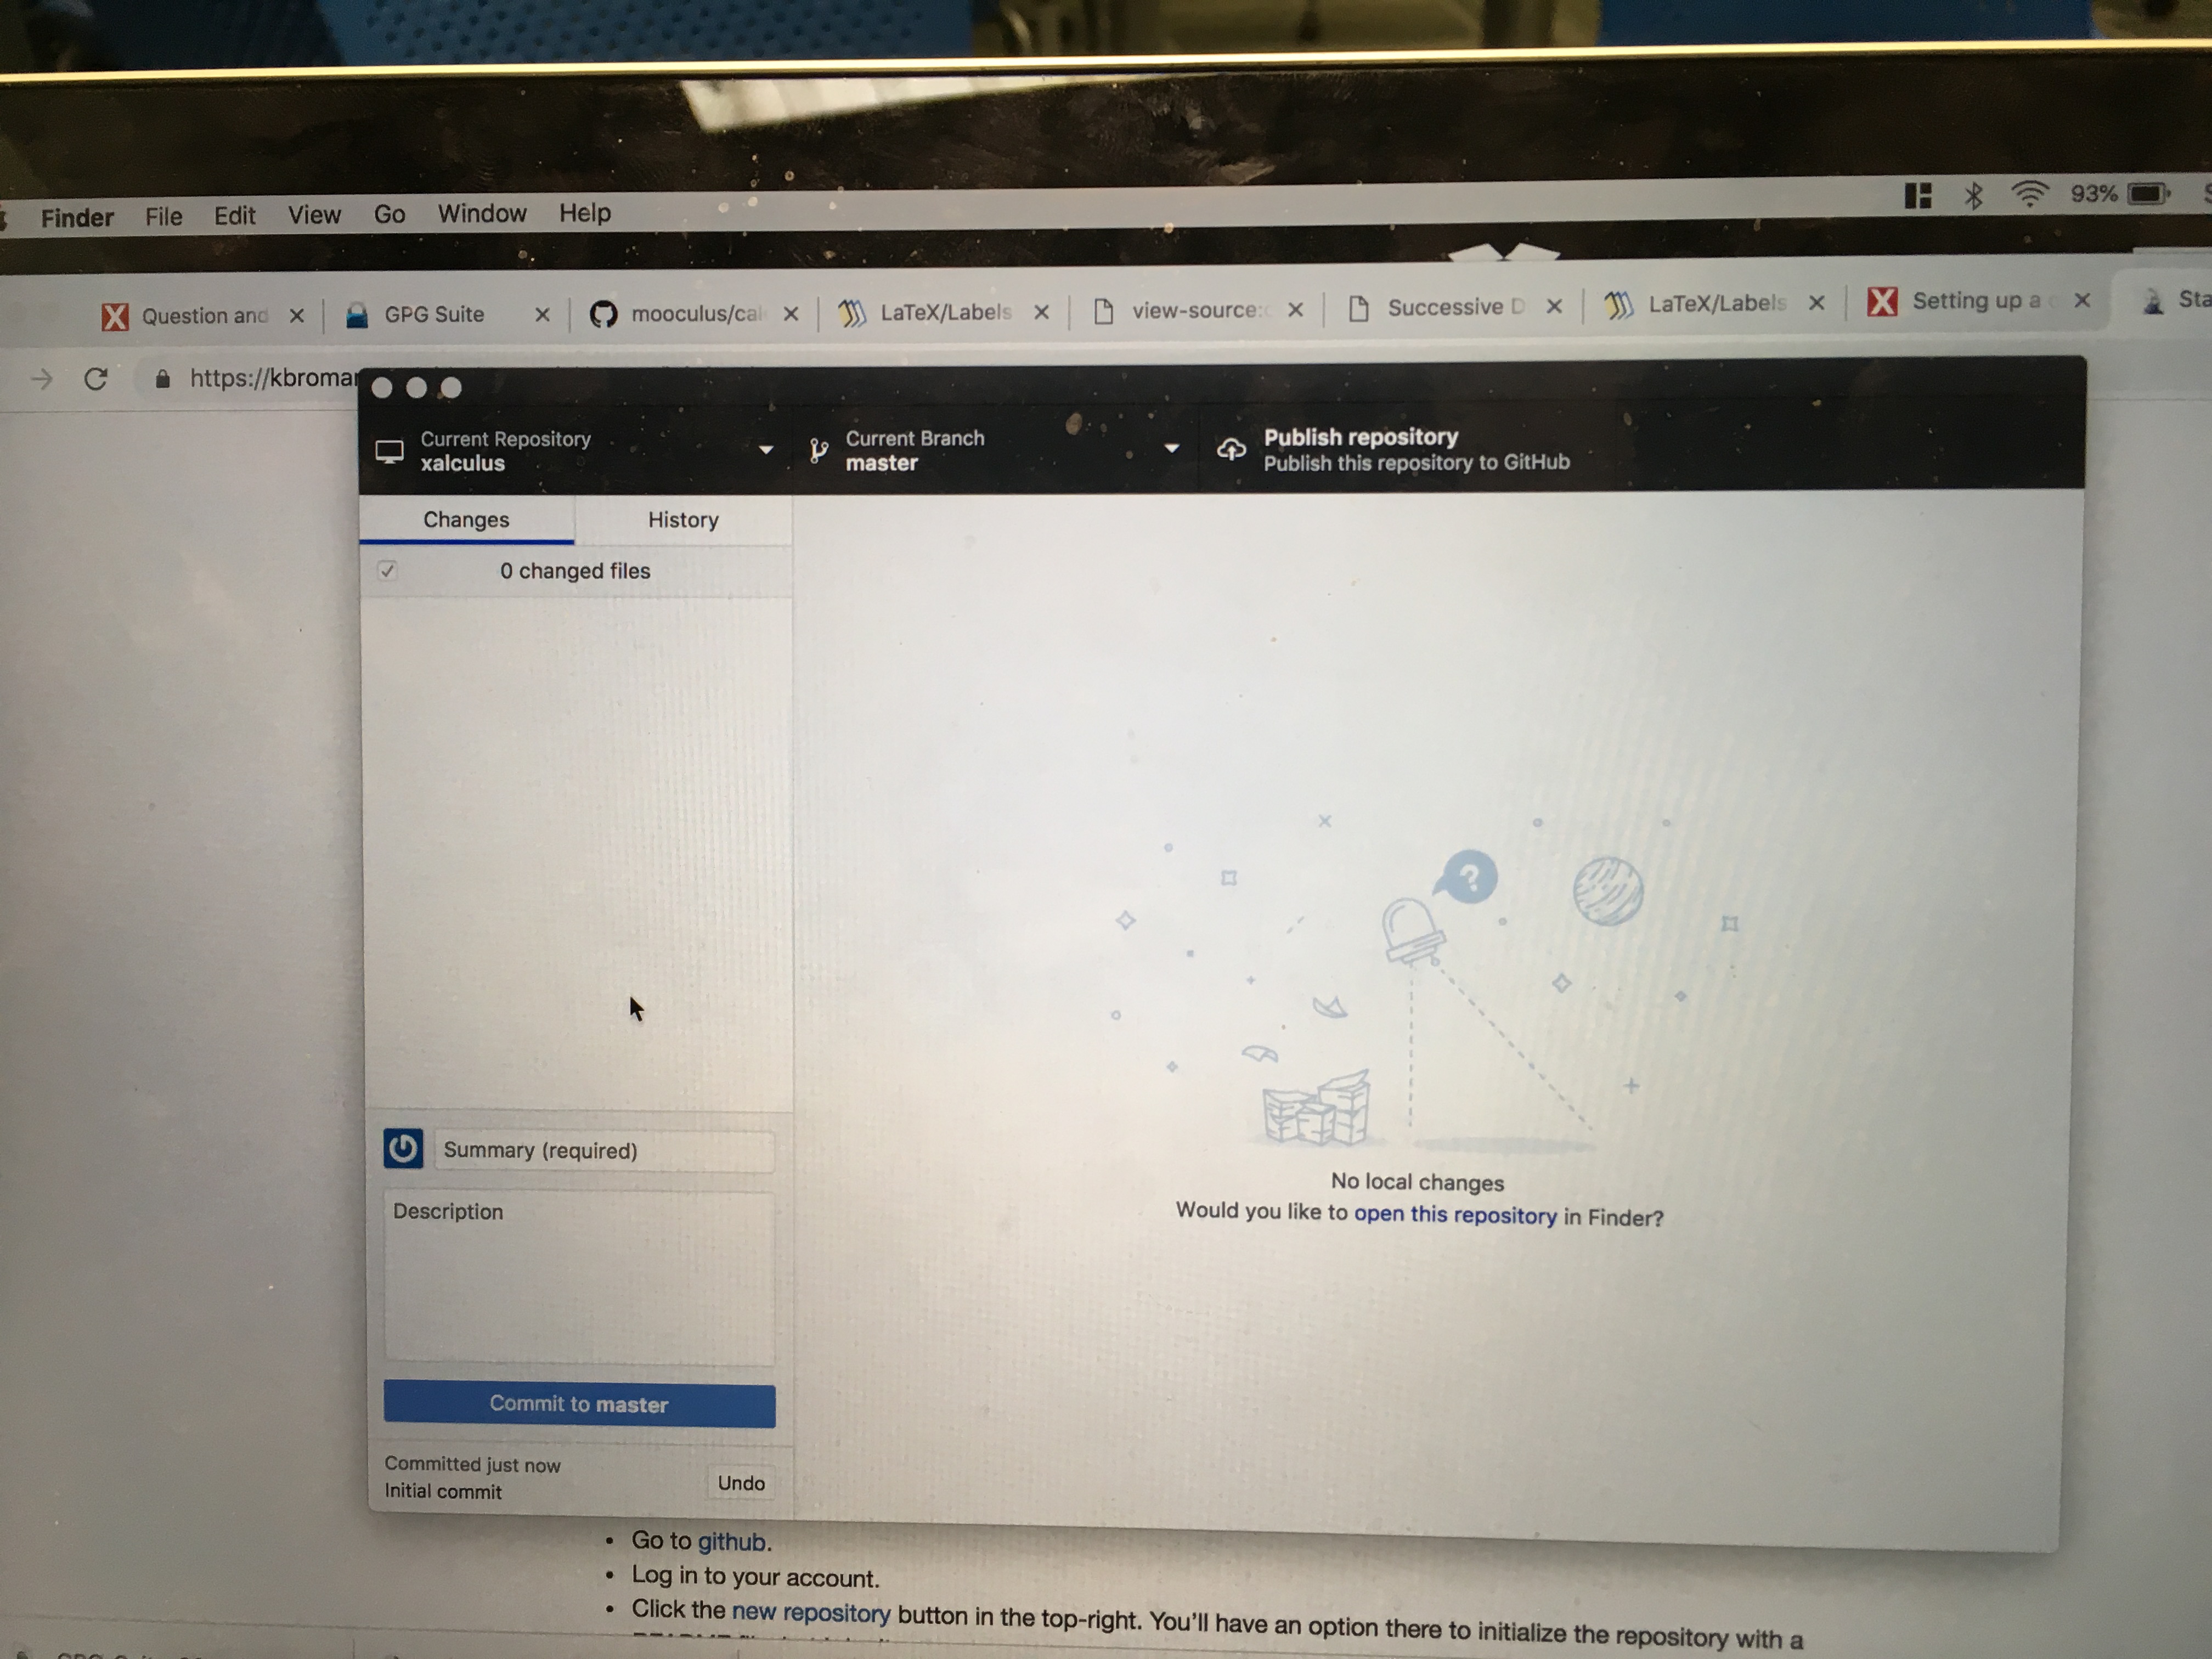 Finder File Edit View Go Window Help 93%
Question and GPG Suite mooculus/cal LaTeX/Labels view-source: Successive D LaTeX/Labels Setting up a Sta
https://kbroma
Current Repository
xalculus
Current Branch
master
Publish repository
Publish this repository to GitHub
Changes History
0 changed files
?
No local changes
Would you like to open this repository in Finder?
Summary (required)
Description
Commit to master
Committed just now
Initial commit
Undo
• Go to github.
• Log in to your account.
• Click the new repository button in the top-right. You'll have an option there to initialize the repository with a